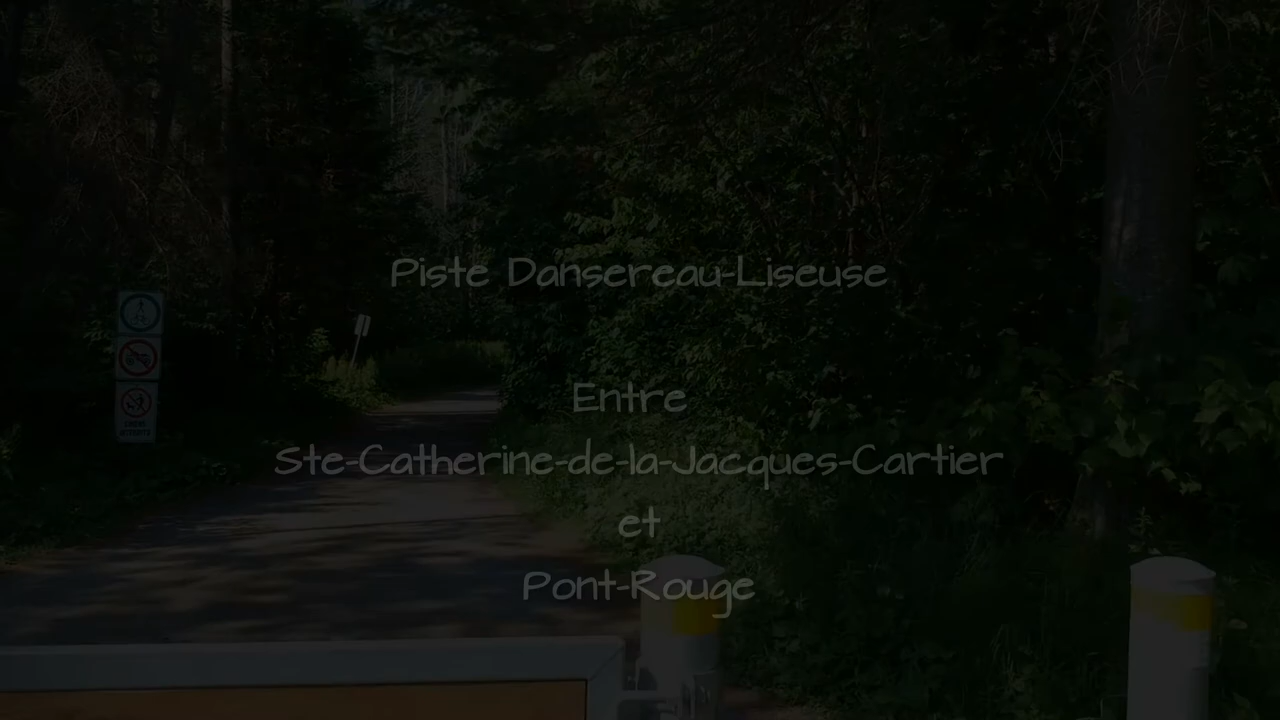 Piste Dansereau-Liseuse
Entre
Ste-Catherine-de-la-Jacques-Cartier
et
Pont-Rouge